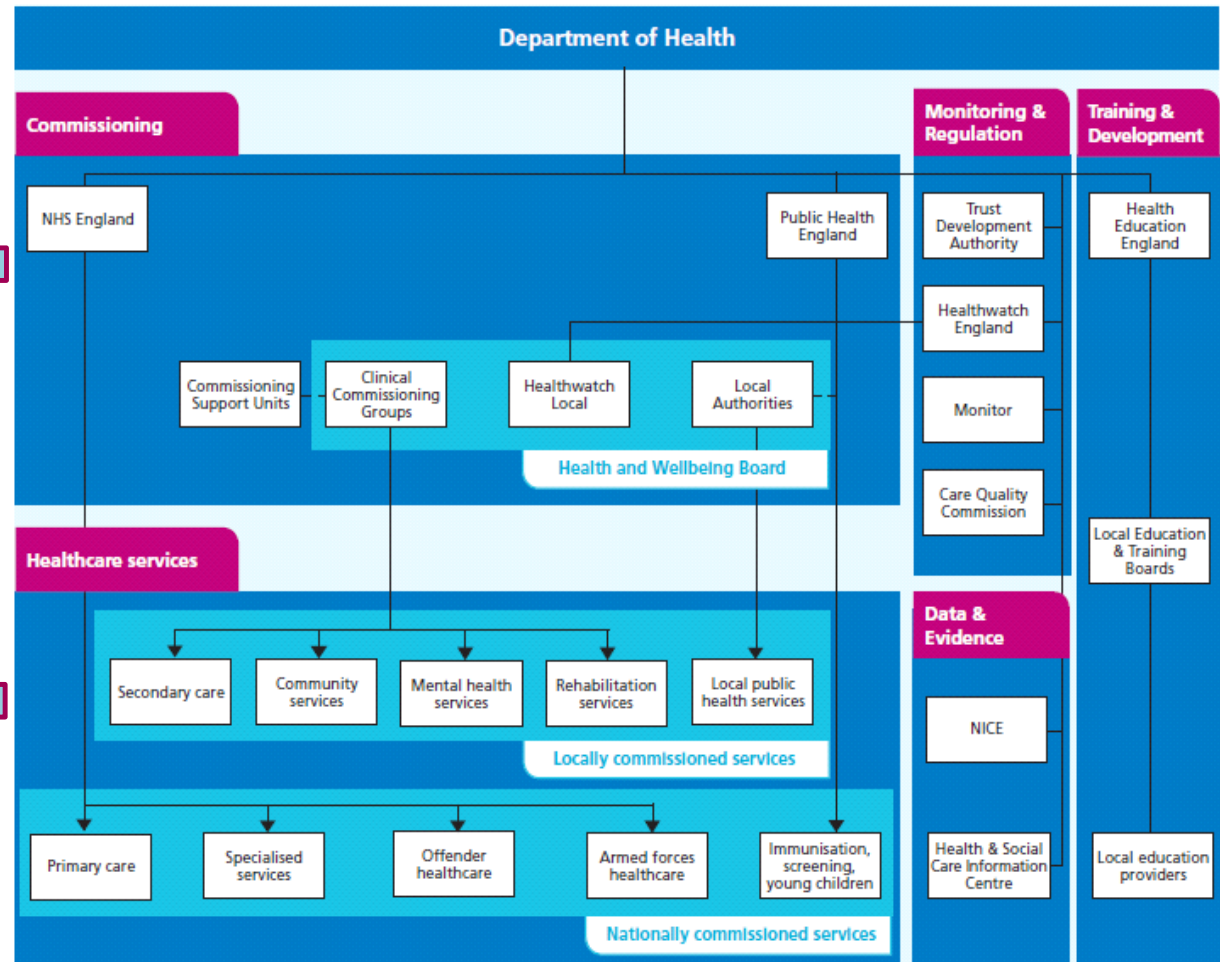 Department of Health
Commissioning
Monitoring &
Regulation
Training &
Development
NHS England
Public Health
England
Trust
Development
Authority
Health
Education
England
Healthwatch
England
Commissioning
Support Units
Clinical
Commissioning
Groups
Healthwatch
Local
Local
Authorities
Monitor
Health and Wellbeing Board
Care Quality
Commission
Local Education
& Training
Boards
Healthcare services
Data &
Evidence
Secondary care
Community
services
Mental health
services
Rehabilitation
services
Local public
health services
NICE
Locally commissioned services
Primary care
Specialised
services
Offender
healthcare
Armed forces
healthcare
Immunisation,
screening,
young children
Health & Social
Care Information
Centre
Local education
providers
Nationally commissioned services